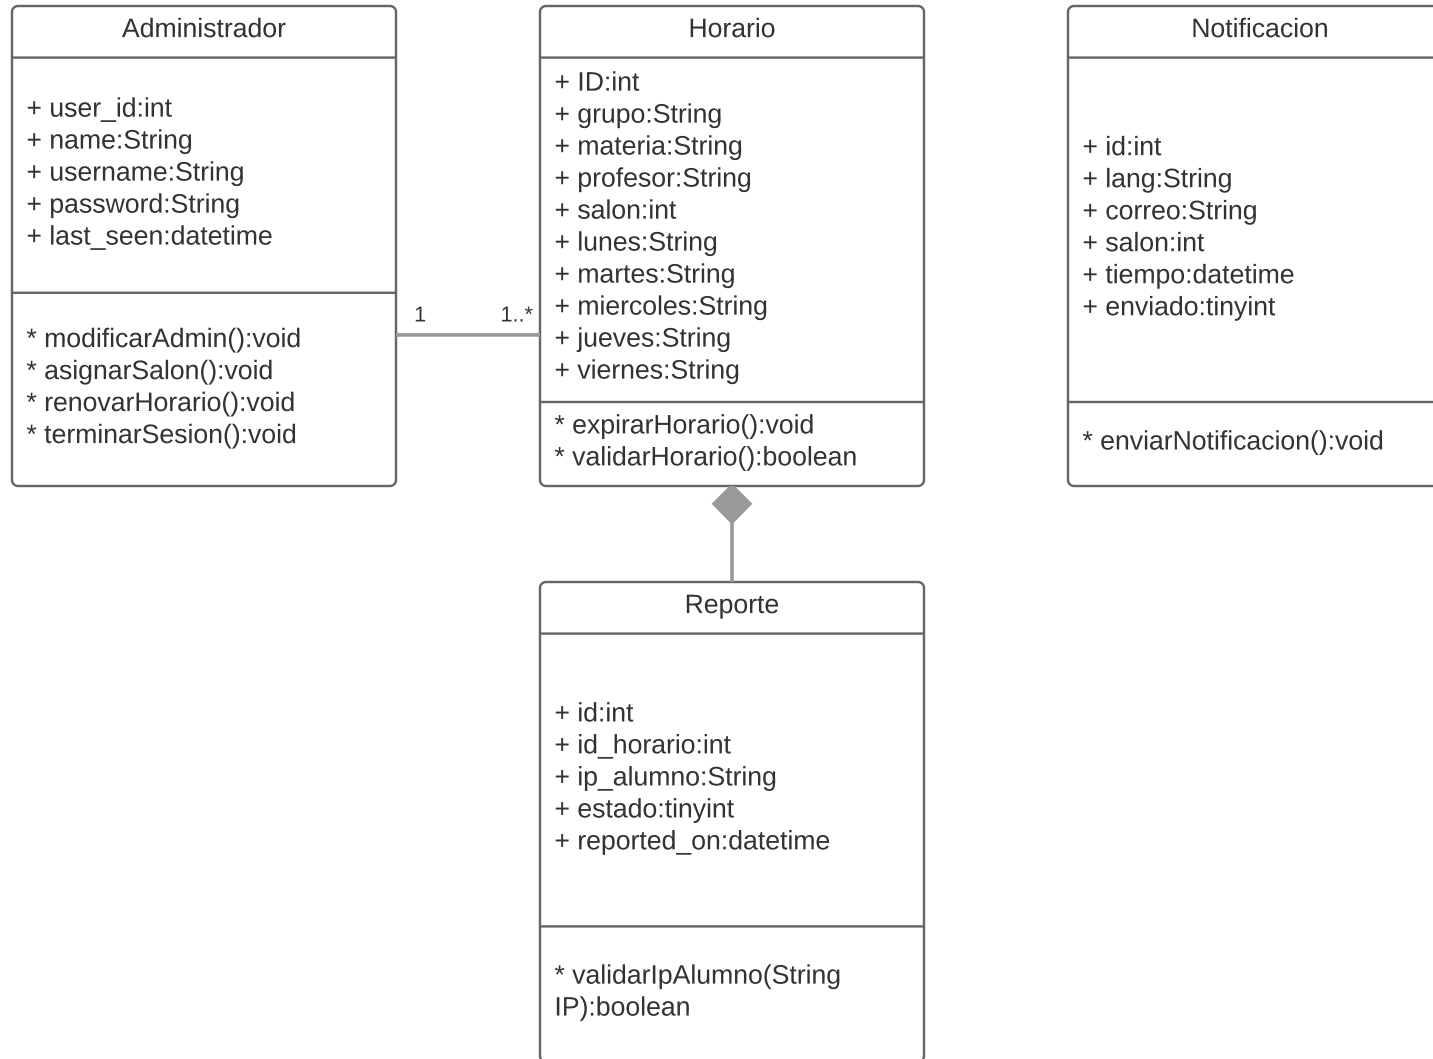 Administrador
+ user_id:int
+ name:String
+ username:String
+ password:String
+ last_seen:datetime
* modificarAdmin():void
* asignarSalon():void
* renovarHorario():void
* terminarSesion():void
1
1..*
Horario
+ ID:int
+ grupo:String
+ materia:String
+ profesor:String
+ salon:int
+ lunes:String
+ martes:String
+ miercoles:String
+ jueves:String
+ viernes:String
* expirarHorario():void
* validarHorario():boolean
Notificacion
+ id:int
+ lang:String
+ correo:String
+ salon:int
+ tiempo:datetime
+ enviado:tinyint
* enviarNotificacion():void
Reporte
+ id:int
+ id_horario:int
+ ip_alumno:String
+ estado:tinyint
+ reported_on:datetime
* validarIpAlumno(String
IP):boolean